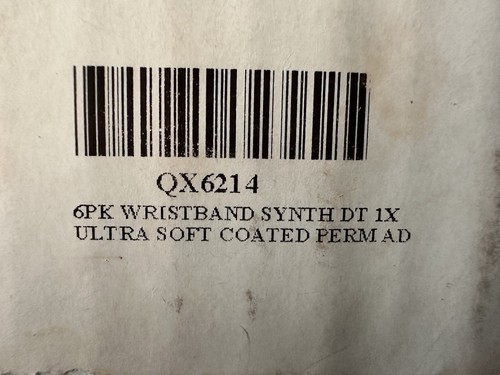 QX6214
6PK WRISTBAND SYNTH DT 1X
ULTRA SOFT COATED PERM AD